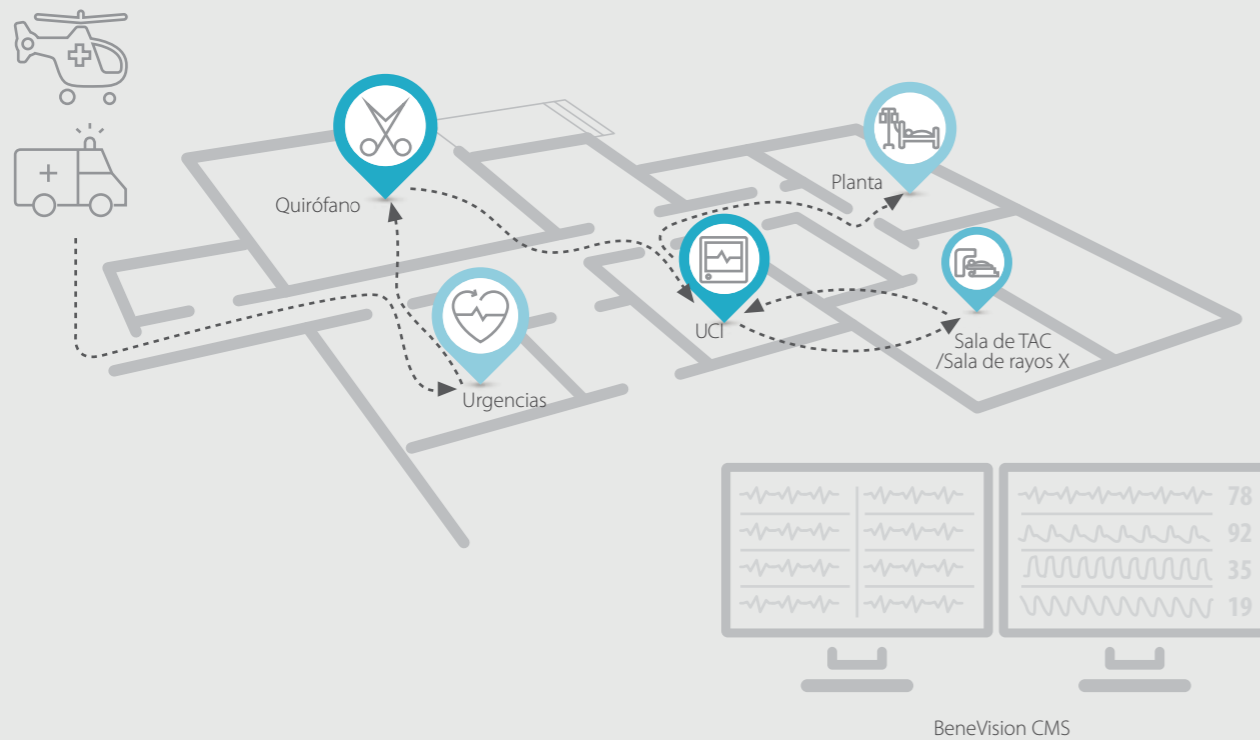 Planta
Quirófano
UCI
Sala de TAC
/Sala de rayos X
Urgencias
78
92
35
19
BeneVision CMS